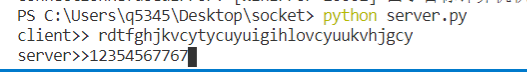 PS C:\Users\q5345\Desktop\socket> python server.py
client>> rdtfghjkvcytycuyuigihlovcyuukvhjgcy
server>>12354567767